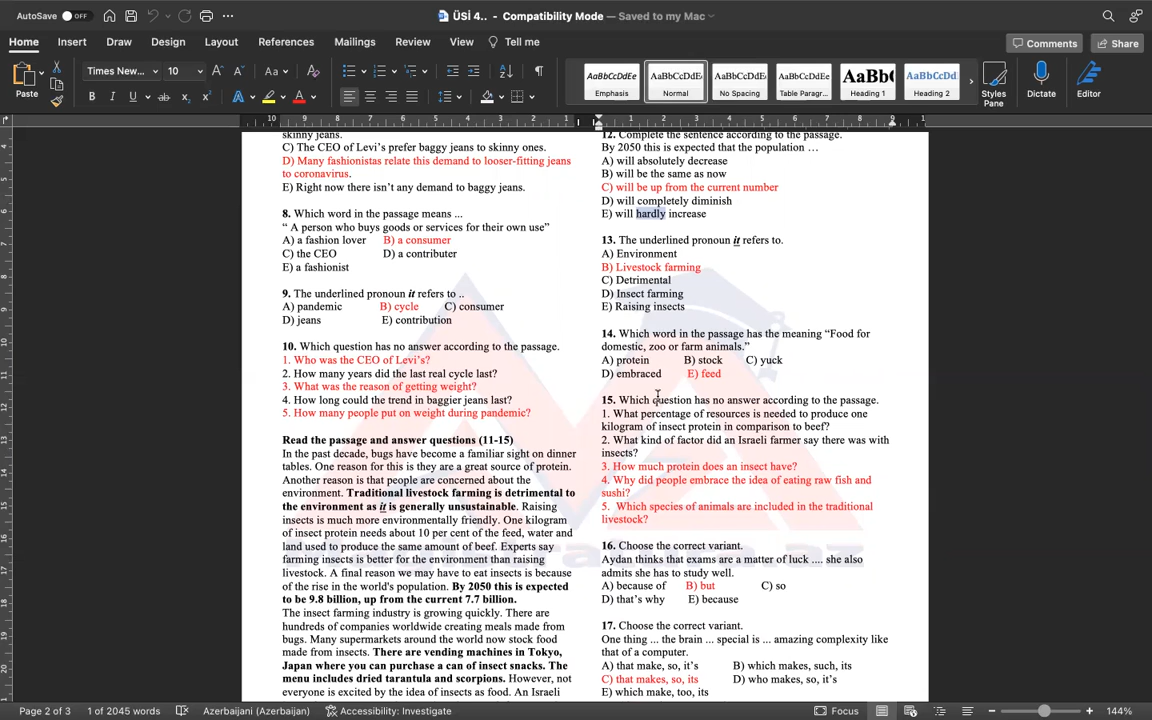 AutoSave OFF
ÜSİ 4.. - Compatibility Mode — Saved to my Mac
Home Insert Draw Design Layout References Mailings Review View Tell me
Comments Share
Paste
Times New... 10
Aa
B I U ab x₂ x² A A
AaBbCcDdEe Emphasis
AaBbCcDdE Normal
AaBbCcDdE No Spacing
AaBbCcDdEe Table Paragr...
AaBb( Heading 1
AaBbCcDd Heading 2
Styles Pane
Dictate
Editor
skinny jeans.
C) The CEO of Levi's prefer baggy jeans to skinny ones.
D) Many fashionistas relate this demand to looser-fitting jeans
to coronavirus.
E) Right now there isn't any demand to baggy jeans.
8. Which word in the passage means ...
“ A person who buys goods or services for their own use”
A) a fashion lover B) a consumer
C) the CEO D) a contributer
E) a fashionist
9. The underlined pronoun it refers to ..
A) pandemic B) cycle C) consumer
D) jeans E) contribution
10. Which question has no answer according to the passage.
1. Who was the CEO of Levi's?
2. How many years did the last real cycle last?
3. What was the reason of getting weight?
4. How long could the trend in baggier jeans last?
5. How many people put on weight during pandemic?
Read the passage and answer questions (11-15)
In the past decade, bugs have become a familiar sight on dinner
tables. One reason for this is they are a great source of protein.
Another reason is that people are concerned about the
environment. Traditional livestock farming is detrimental to
the environment as it is generally unsustainable. Raising
insects is much more environmentally friendly. One kilogram
of insect protein needs about 10 per cent of the feed, water and
land used to produce the same amount of beef. Experts say
farming insects is better for the environment than raising
livestock. A final reason we may have to eat insects is because
of the rise in the world's population. By 2050 this is expected
to be 9.8 billion, up from the current 7.7 billion.
The insect farming industry is growing quickly. There are
hundreds of companies worldwide creating meals made from
bugs. Many supermarkets around the world now stock food
made from insects. There are vending machines in Tokyo,
Japan where you can purchase a can of insect snacks. The
menu includes dried tarantula and scorpions. However, not
everyone is excited by the idea of insects as food. An Israeli
12. Complete the sentence according to the passage.
By 2050 this is expected that the population …
A) will absolutely decrease
B) will be the same as now
C) will be up from the current number
D) will completely diminish
E) will hardly increase
13. The underlined pronoun it refers to.
A) Environment
B) Livestock farming
C) Detrimental
D) Insect farming
E) Raising insects
14. Which word in the passage has the meaning “Food for
domestic, zoo or farm animals.”
A) protein B) stock C) yuck
D) embraced E) feed
15. Which question has no answer according to the passage.
1. What percentage of resources is needed to produce one
kilogram of insect protein in comparison to beef?
2. What kind of factor did an Israeli farmer say there was with
insects?
3. How much protein does an insect have?
4. Why did people embrace the idea of eating raw fish and
sushi?
5. Which species of animals are included in the traditional
livestock?
16. Choose the correct variant.
Aydan thinks that exams are a matter of luck .... she also
admits she has to study well.
A) because of B) but C) so
D) that's why E) because
17. Choose the correct variant.
One thing ... the brain ... special is ... amazing complexity like
that of a computer.
A) that make, so, it's B) which makes, such, its
C) that makes, so, its D) who makes, so, it's
E) which make, too, its
Page 2 of 3 1 of 2045 words Azerbaijani (Azerbaijan) Accessibility: Investigate Focus 144%